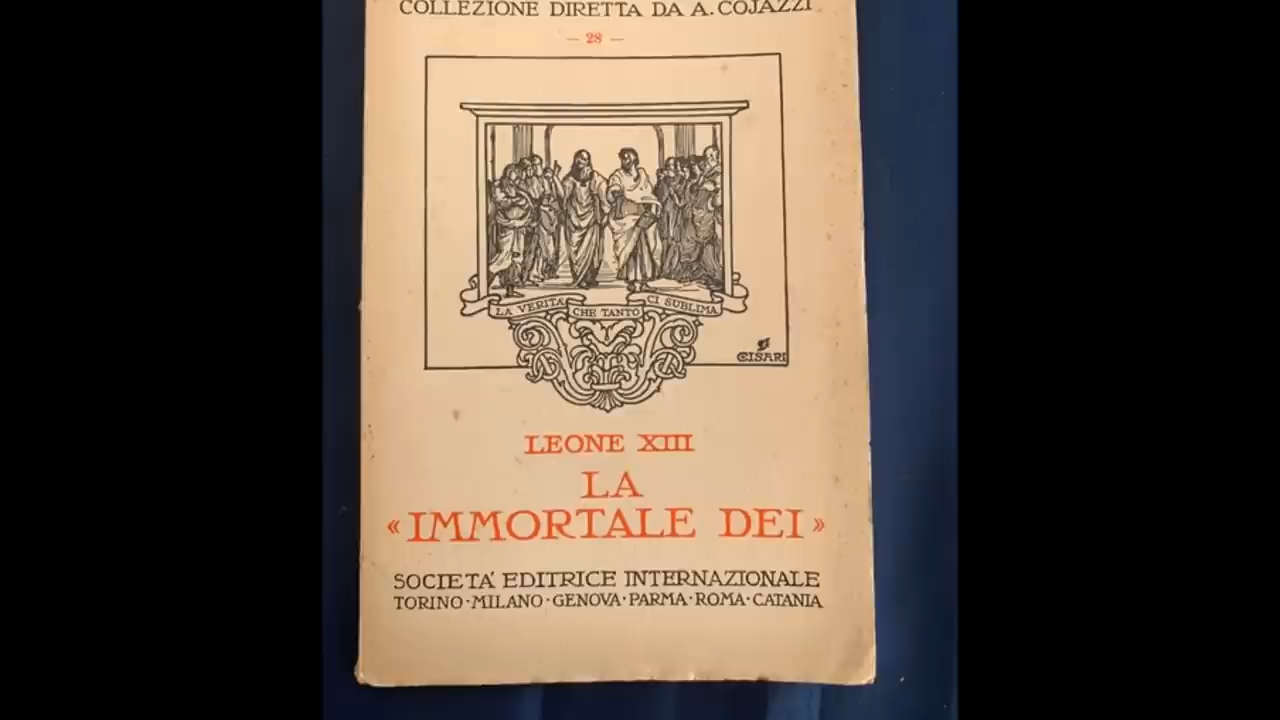 COLLEZIONE DIRETTA DA A. COJAZZI
— 28 —
LA VERITÀ CHE TANTO CI SUBLIMA
CISARI
LEONE XIII
LA
«IMMORTALE DEI»
SOCIETÀ EDITRICE INTERNAZIONALE
TORINO·MILANO·GENOVA·PARMA·ROMA·CATANIA